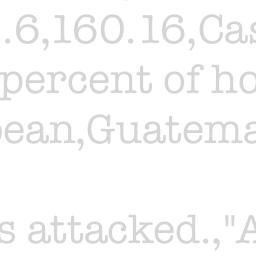 .6,160.16,Cas
percent of ho
pean,Guatema
s attacked.,"A